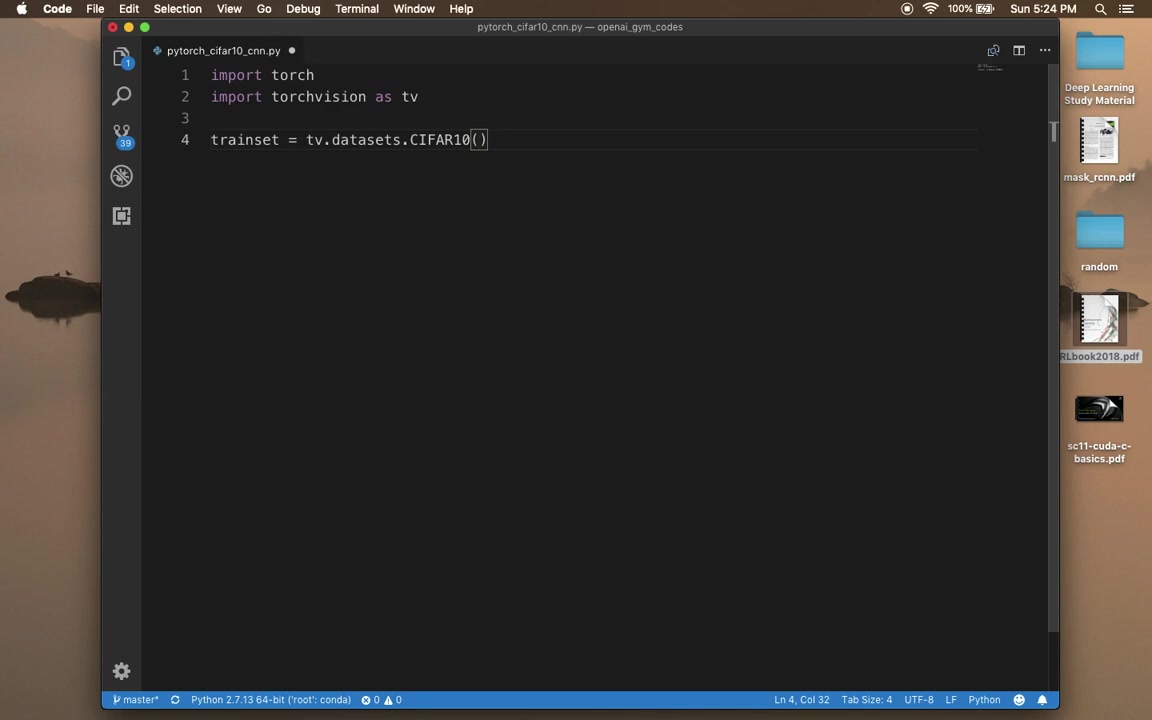 Code File Edit Selection View Go Debug Terminal Window Help 100% Sun 5:24 PM
pytorch_cifar10_cnn.py — openai_gym_codes
pytorch_cifar10_cnn.py
1 import torch
2 import torchvision as tv
3
4 trainset = tv.datasets.CIFAR10()
1
39
Deep Learning
Study Material
mask_rcnn.pdf
random
RLbook2018.pdf
sc11-cuda-c-
basics.pdf
master* Python 2.7.13 64-bit ('root': conda) 0 0 Ln 4, Col 32 Tab Size: 4 UTF-8 LF Python